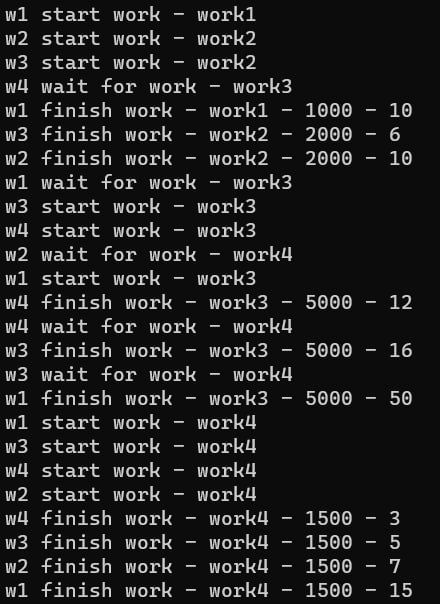 w1 start work - work1
w2 start work - work2
w3 start work - work2
w4 wait for work - work3
w1 finish work - work1 - 1000 - 10
w3 finish work - work2 - 2000 - 6
w2 finish work - work2 - 2000 - 10
w1 wait for work - work3
w3 start work - work3
w4 start work - work3
w2 wait for work - work4
w1 start work - work3
w4 finish work - work3 - 5000 - 12
w4 wait for work - work4
w3 finish work - work3 - 5000 - 16
w3 wait for work - work4
w1 finish work - work3 - 5000 - 50
w1 start work - work4
w3 start work - work4
w4 start work - work4
w2 start work - work4
w4 finish work - work4 - 1500 - 3
w3 finish work - work4 - 1500 - 5
w2 finish work - work4 - 1500 - 7
w1 finish work - work4 - 1500 - 15